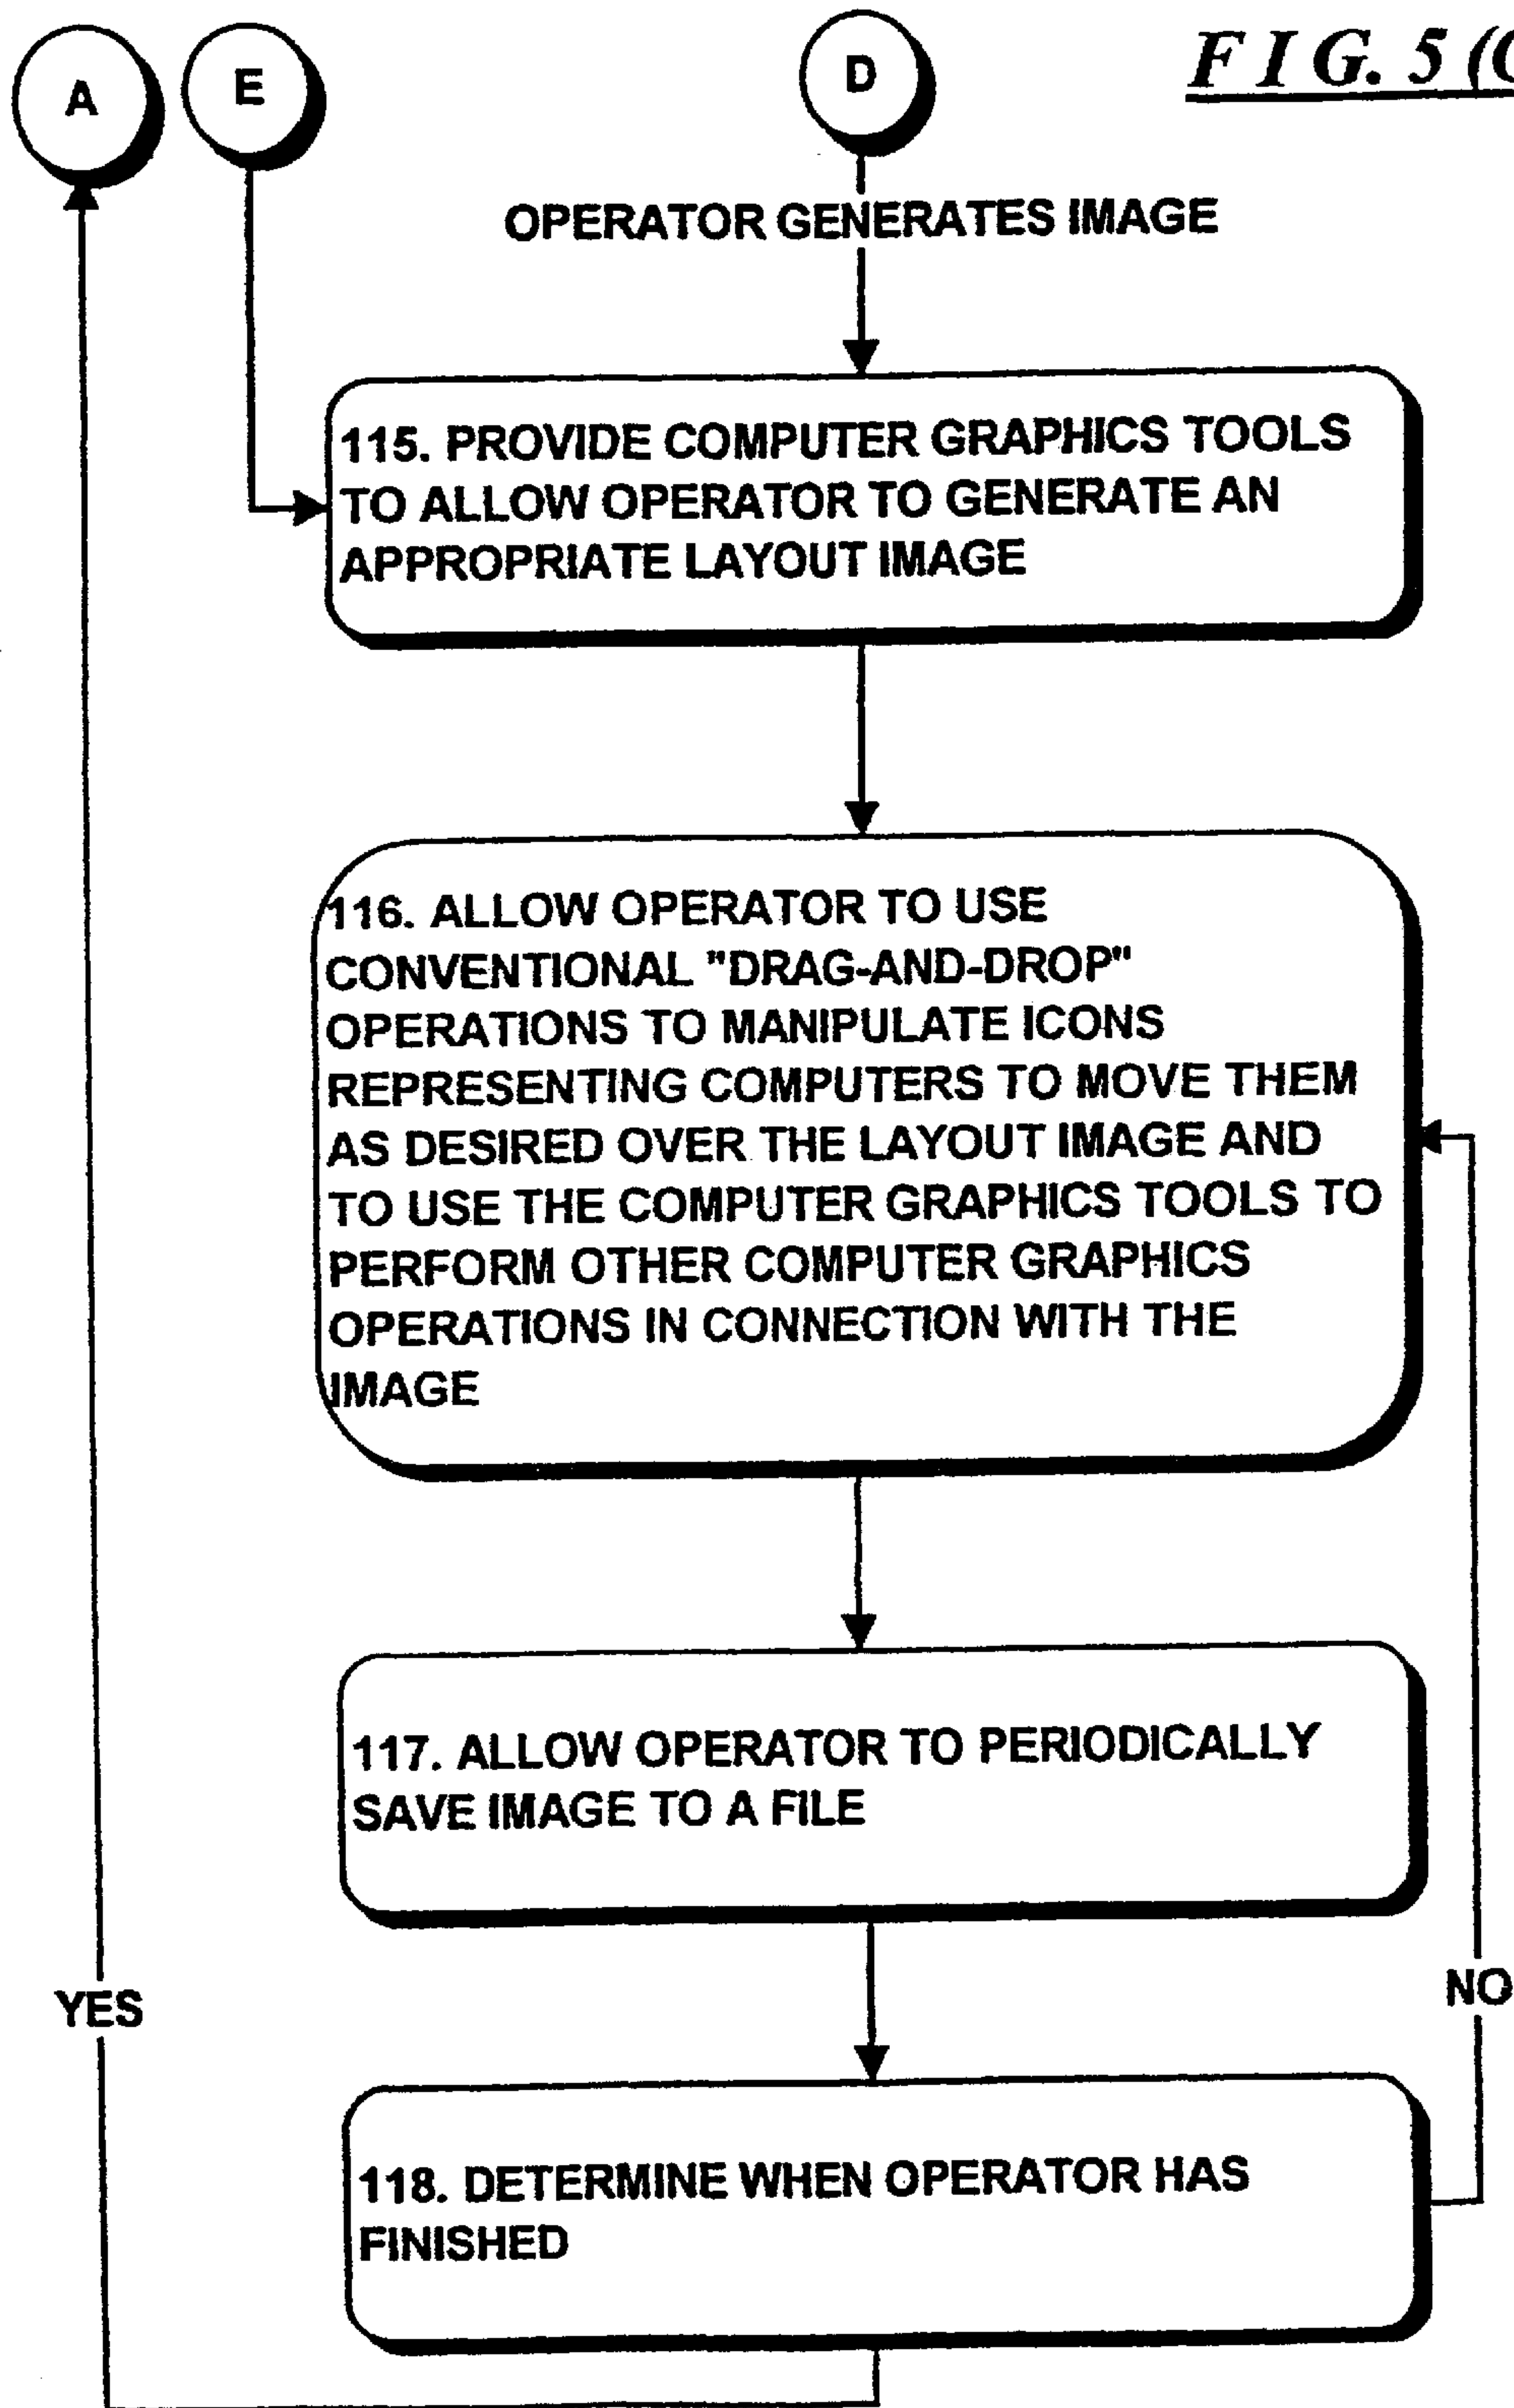 A
E
D
FIG. 5 (
OPERATOR GENERATES IMAGE
115. PROVIDE COMPUTER GRAPHICS TOOLS
TO ALLOW OPERATOR TO GENERATE AN
APPROPRIATE LAYOUT IMAGE
116. ALLOW OPERATOR TO USE
CONVENTIONAL "DRAG-AND-DROP"
OPERATIONS TO MANIPULATE ICONS
REPRESENTING COMPUTERS TO MOVE THEM
AS DESIRED OVER THE LAYOUT IMAGE AND
TO USE THE COMPUTER GRAPHICS TOOLS TO
PERFORM OTHER COMPUTER GRAPHICS
OPERATIONS IN CONNECTION WITH THE
IMAGE
117. ALLOW OPERATOR TO PERIODICALLY
SAVE IMAGE TO A FILE
YES
NO
118. DETERMINE WHEN OPERATOR HAS
FINISHED